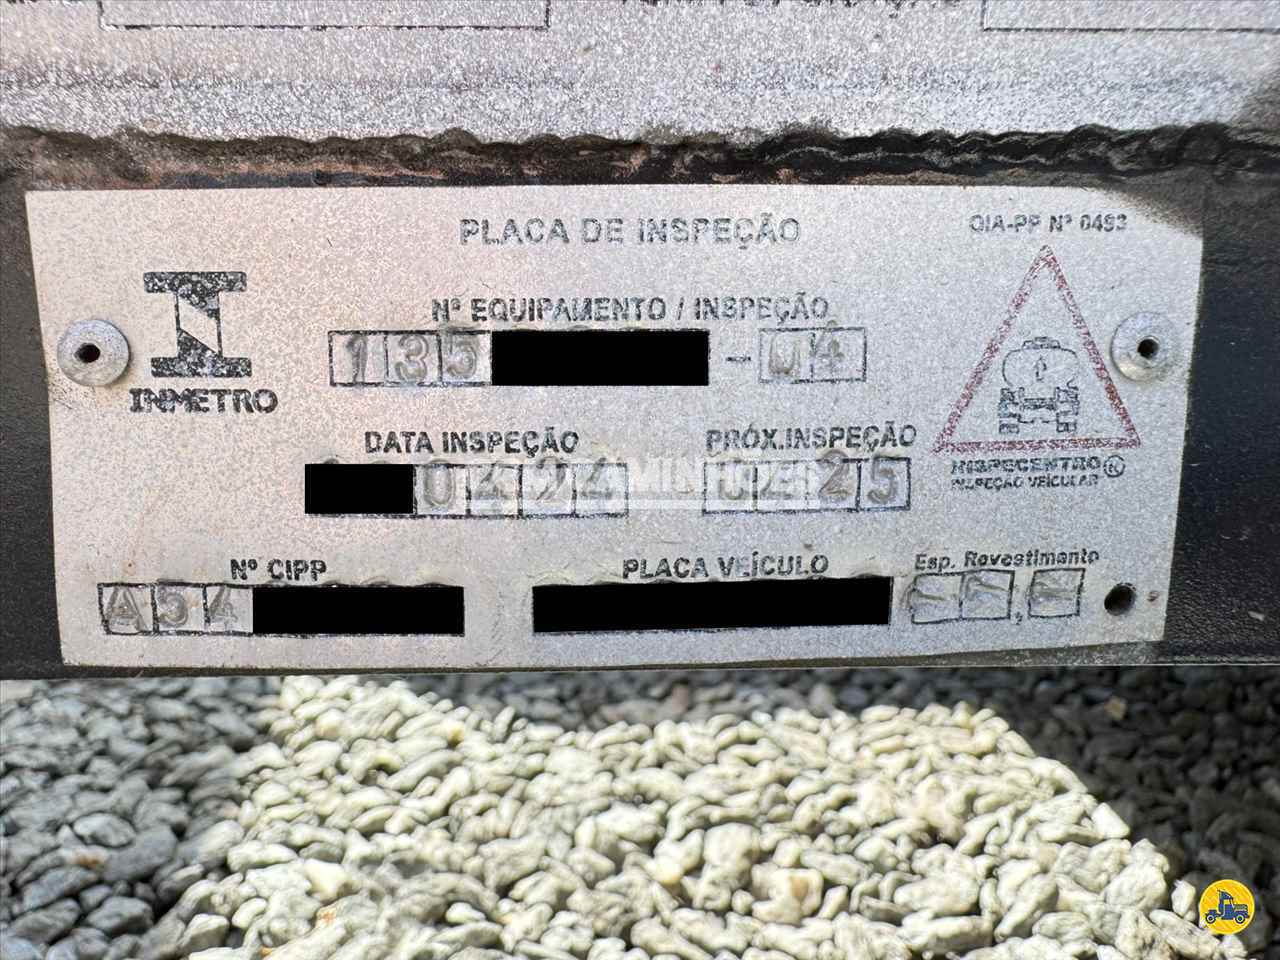 PLACA DE INSPEÇÃO
OIA-PP Nº 0493
Nº EQUIPAMENTO / INSPEÇÃO
135 - 04
INMETRO
DATA INSPEÇÃO PRÓX.INSPEÇÃO
0424 0425
HISPECENTRO
INSPEÇÃO VEICULAR
Nº CIPP PLACA VEÍCULO Esp. Revestimento
A54